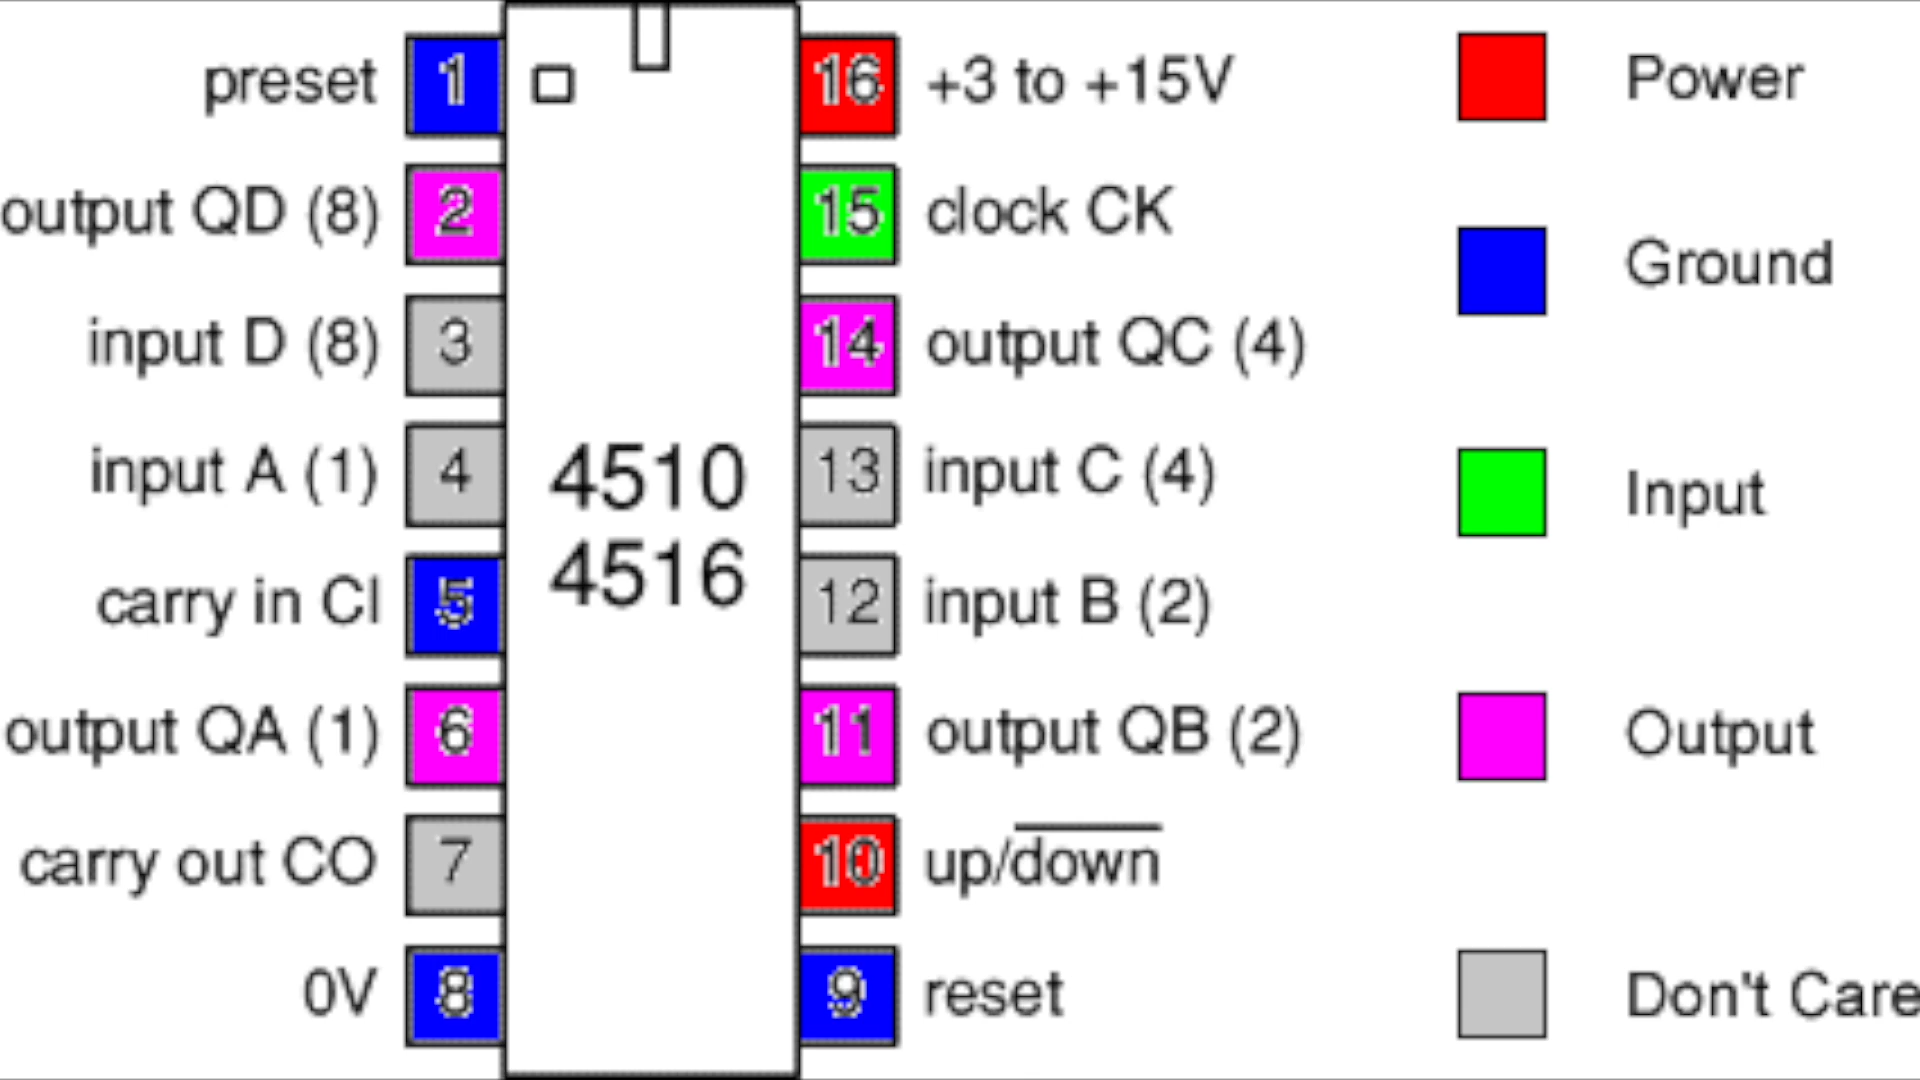 preset 1 16 +3 to +15V Power
output QD (8) 2 15 clock CK Ground
input D (8) 3 14 output QC (4)
input A (1) 4 4510 13 input C (4) Input
carry in CI 5 4516 12 input B (2)
output QA (1) 6 11 output QB (2) Output
carry out CO 7 10 up/down
0V 8 9 reset Don't Care